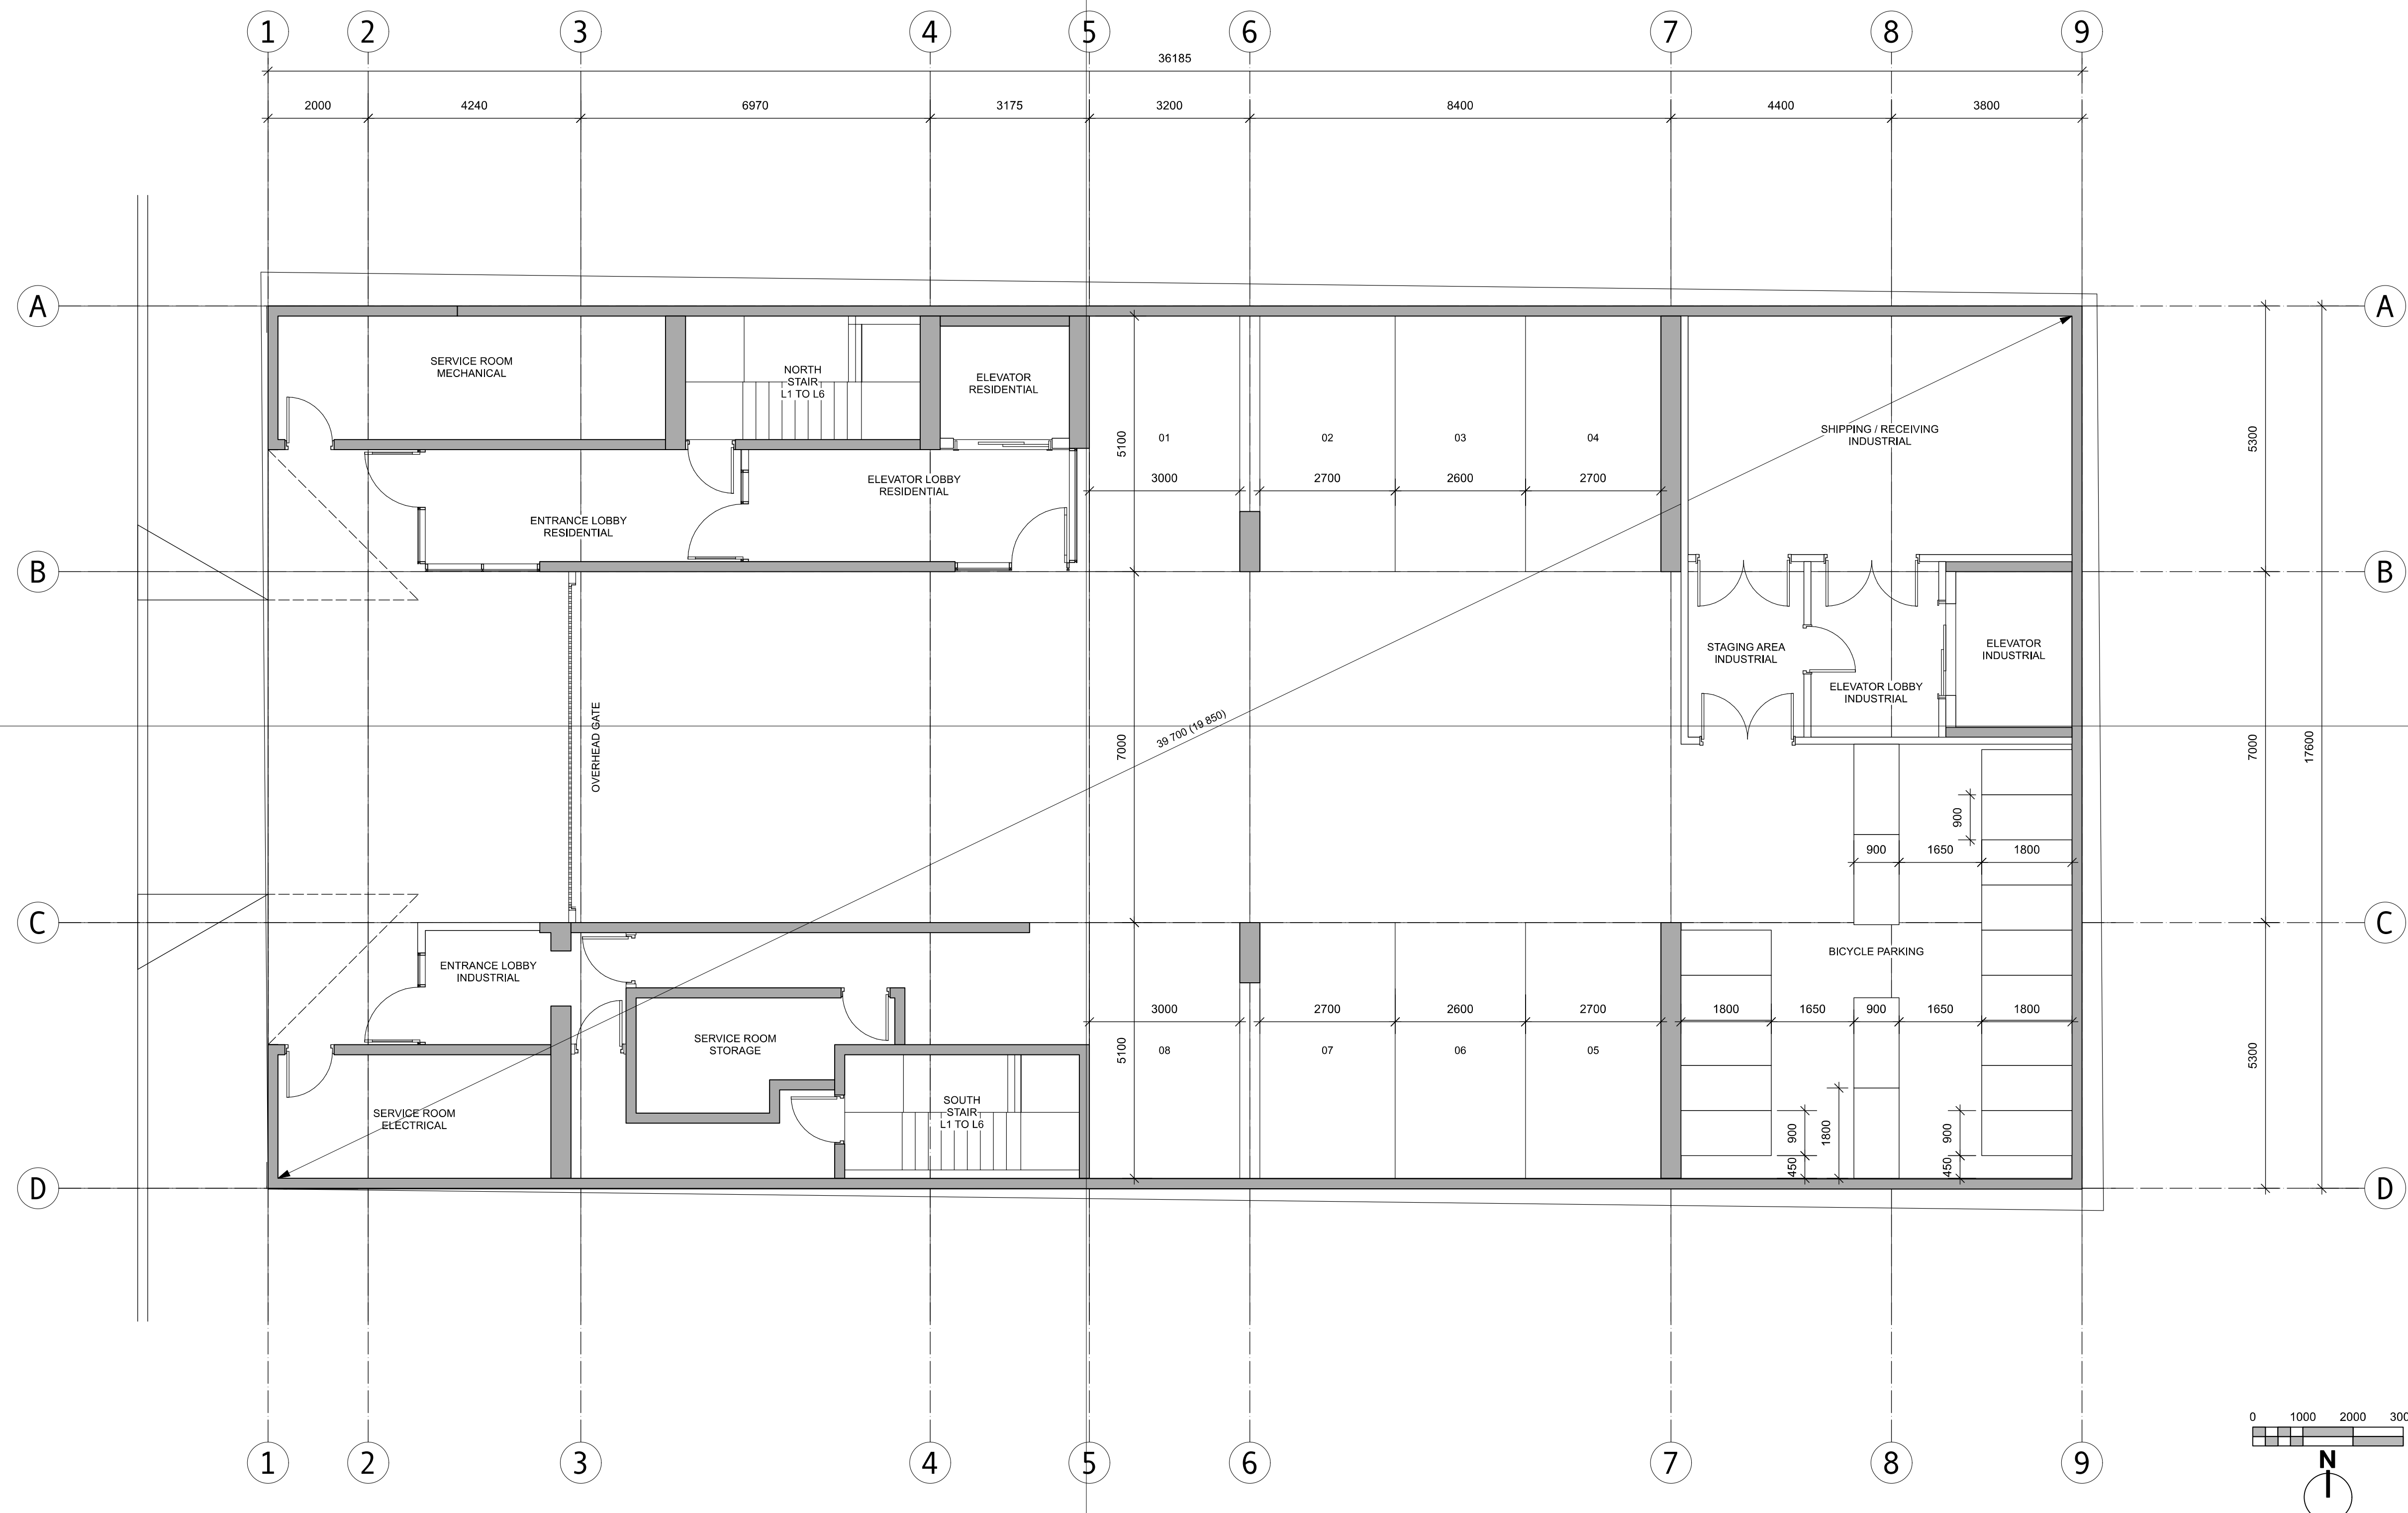 1 2 3 4 5 6 7 8 9
36185
2000 4240 6970 3175 3200 8400 4400 3800
A A
SERVICE ROOM
MECHANICAL
NORTH
STAIR
L1 TO L6
ELEVATOR
RESIDENTIAL
01 02 03 04
SHIPPING / RECEIVING
INDUSTRIAL
5100
5300
3000 2700 2600 2700
ELEVATOR LOBBY
RESIDENTIAL
ENTRANCE LOBBY
RESIDENTIAL
B B
STAGING AREA
INDUSTRIAL
ELEVATOR
INDUSTRIAL
ELEVATOR LOBBY
INDUSTRIAL
OVERHEAD GATE
39 700 (19 850)
7000
7000
17600
900
900 1650 1800
C C
ENTRANCE LOBBY
INDUSTRIAL
BICYCLE PARKING
3000 2700 2600 2700 1800 1650 900 1650 1800
SERVICE ROOM
STORAGE
08 07 06 05
5100
5300
SERVICE ROOM
ELECTRICAL
SOUTH
STAIR
L1 TO L6
900
1800
900
450
450
D D
0 1000 2000 300
1 2 3 4 5 6 7 8 9
N